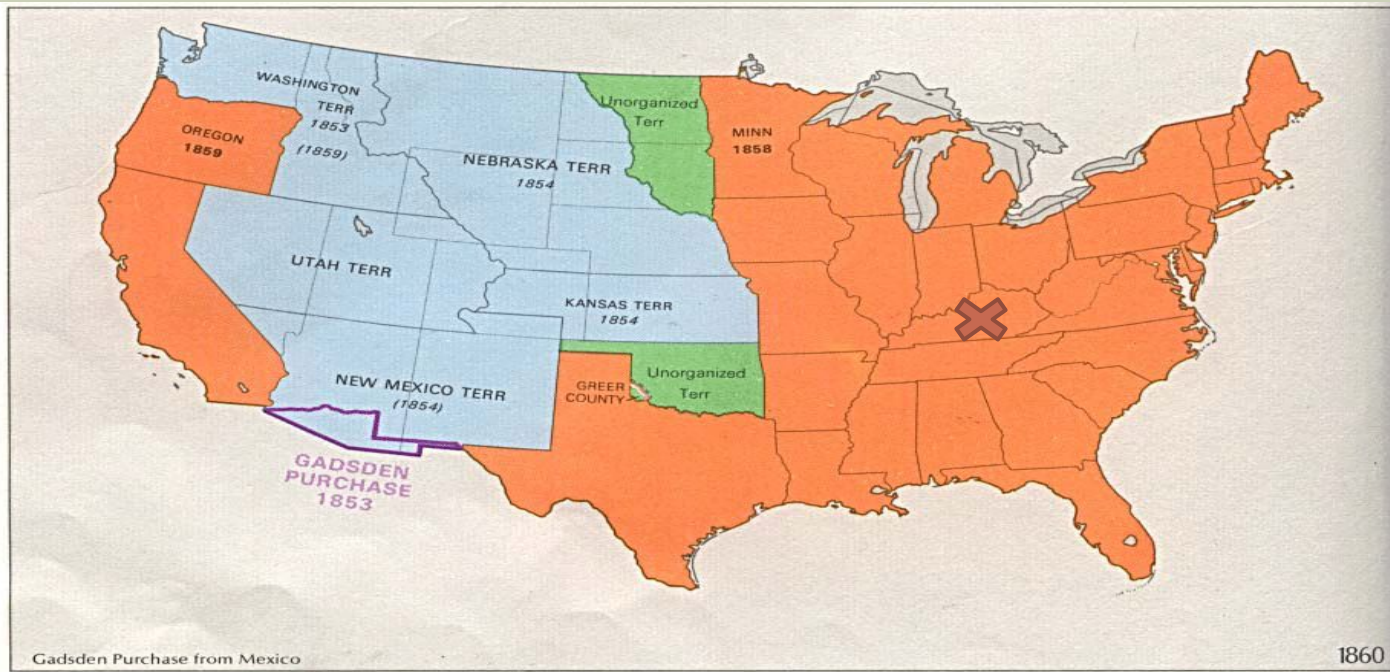 WASHINGTON
TERR
1853
(1859)
OREGON
1859
NEBRASKA TERR
1854
Unorganized
Terr
MINN
1858
UTAH TERR
KANSAS TERR
1854
NEW MEXICO TERR
(1854)
GREER
COUNTY
Unorganized
Terr
GADSDEN
PURCHASE
1853
Gadsden Purchase from Mexico
1860